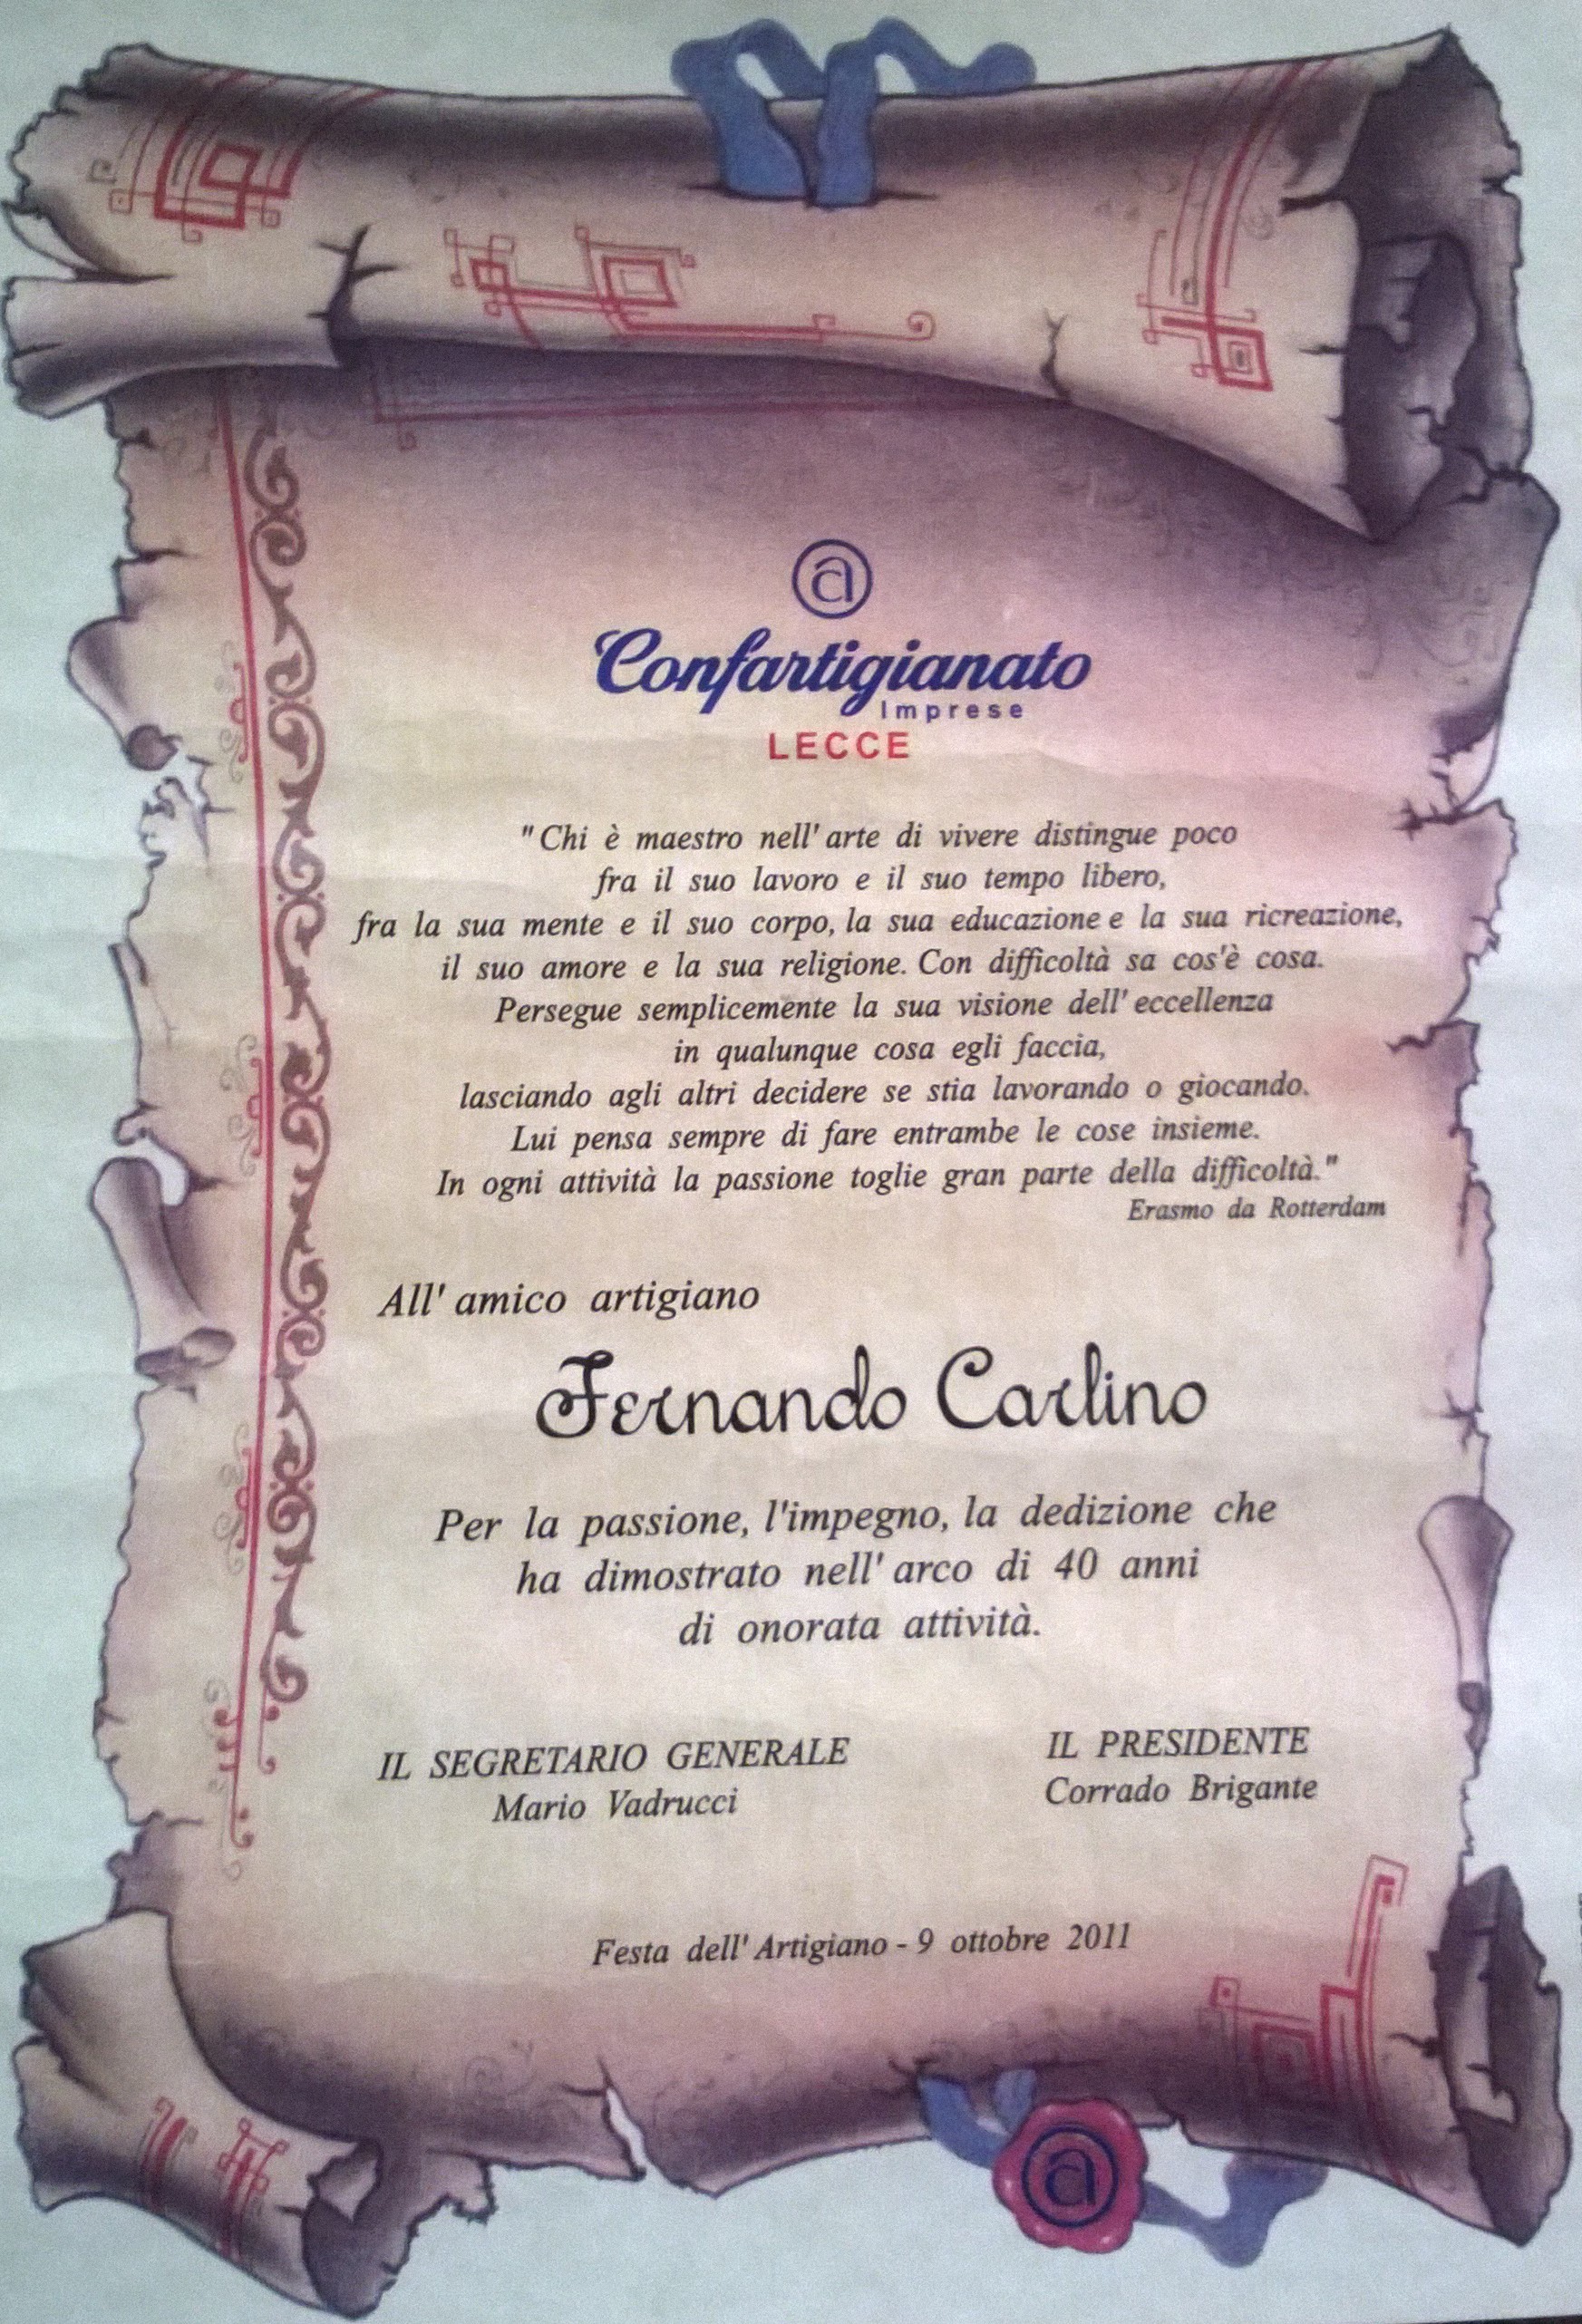 a
Confartigianato
Imprese
LECCE
"Chi è maestro nell'arte di vivere distingue poco
fra il suo lavoro e il suo tempo libero,
fra la sua mente e il suo corpo, la sua educazione e la sua ricreazione,
il suo amore e la sua religione. Con difficoltà sa cos'è cosa.
Persegue semplicemente la sua visione dell'eccellenza
in qualunque cosa egli faccia,
lasciando agli altri decidere se stia lavorando o giocando.
Lui pensa sempre di fare entrambe le cose insieme.
In ogni attività la passione toglie gran parte della difficoltà."
Erasmo da Rotterdam
All'amico artigiano
Fernando Carlino
Per la passione, l'impegno, la dedizione che
ha dimostrato nell'arco di 40 anni
di onorata attività.
IL SEGRETARIO GENERALE
Mario Vadrucci
IL PRESIDENTE
Corrado Brigante
Festa dell'Artigiano - 9 ottobre 2011
a